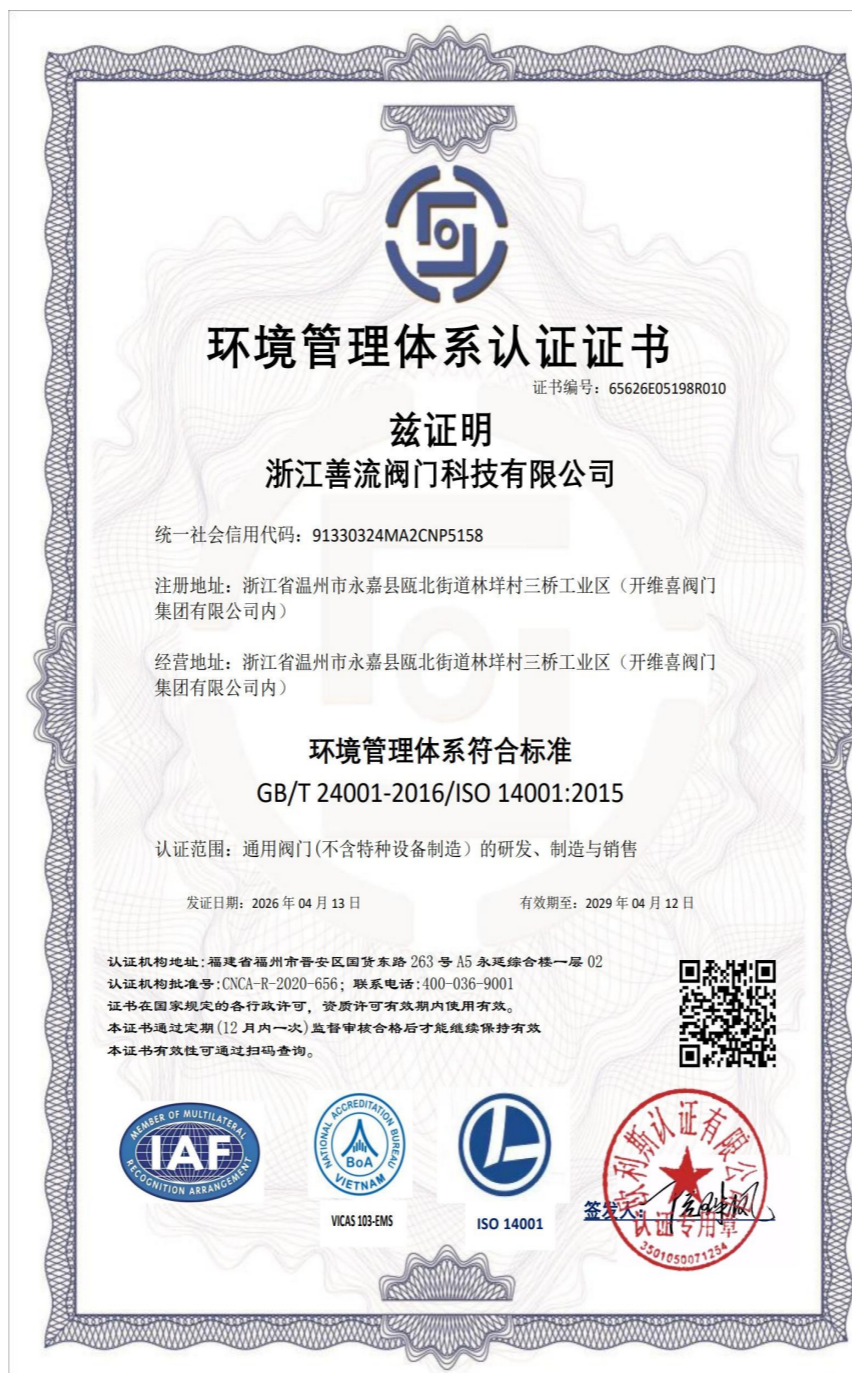 环境管理体系认证证书
证书编号：65626E05198R010
兹证明
浙江善流阀门科技有限公司
统一社会信用代码：91330324MA2CNP5158
注册地址：浙江省温州市永嘉县瓯北街道林垟村三桥工业区（开维喜阀门
集团有限公司内）
经营地址：浙江省温州市永嘉县瓯北街道林垟村三桥工业区（开维喜阀门
集团有限公司内）
环境管理体系符合标准
GB/T 24001-2016/ISO 14001:2015
认证范围：通用阀门(不含特种设备制造）的研发、制造与销售
发证日期：2026 年 04 月 13 日
有效期至：2029 年 04 月 12 日
认证机构地址:福建省福州市晋安区国货东路 263 号 A5 永延综合楼一层 02
认证机构批准号:CNCA-R-2020-656；联系电话:400-036-9001
证书在国家规定的各行政许可，资质许可有效期内使用有效。
本证书通过定期(12 月内一次)监督审核合格后才能继续保持有效
本证书有效性可通过扫码查询。
MEMBER OF MULTILATERAL
IAF
RECOGNITION ARRANGEMENT
NATIONAL ACCREDITATION BUREAU
BoA
VIETNAM
VICAS 103-EMS
ISO 14001
利斯认证有限公
签发人：
认证专用章
3501050071254